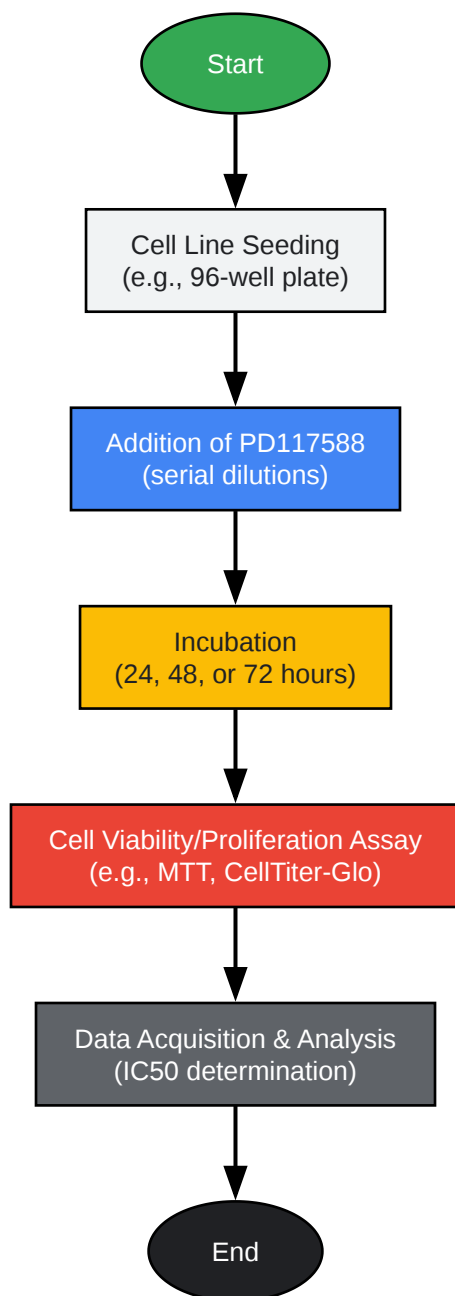 Start
Cell Line Seeding
(e.g., 96-well plate)
Addition of PD117588
(serial dilutions)
Incubation
(24, 48, or 72 hours)
Cell Viability/Proliferation Assay
(e.g., MTT, CellTiter-Glo)
Data Acquisition & Analysis
(IC50 determination)
End